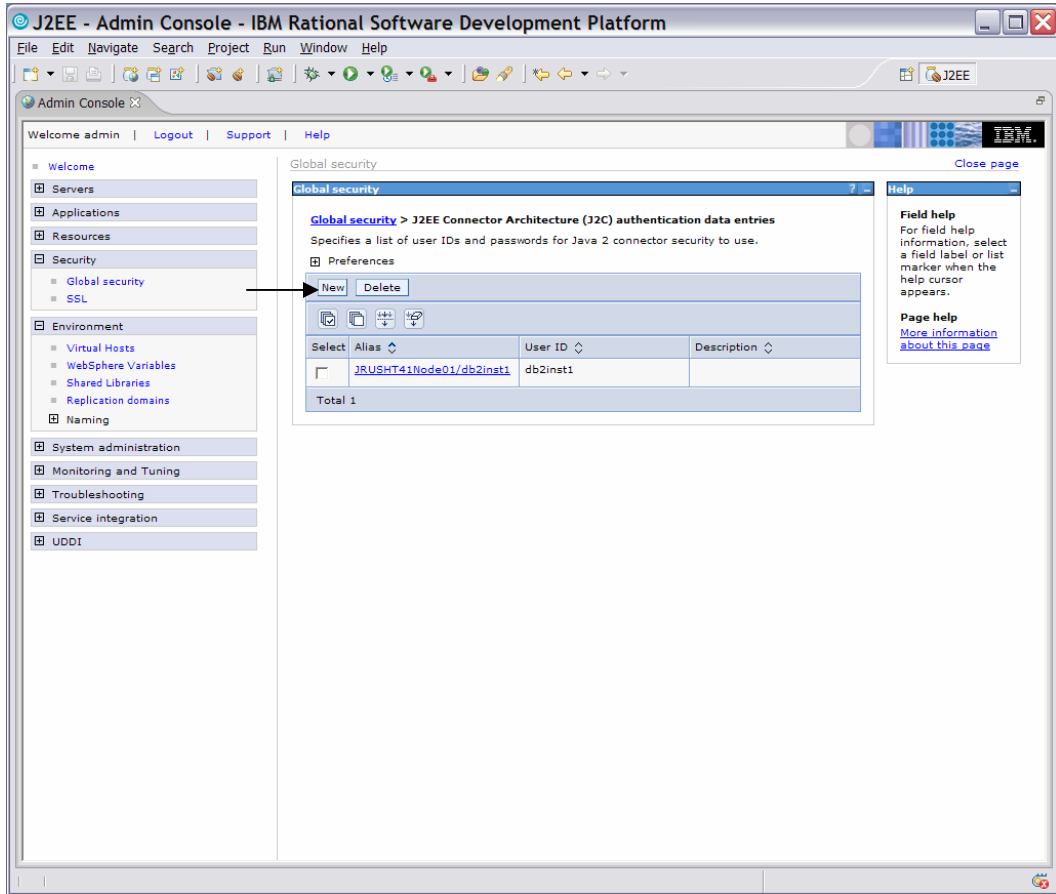 J2EE - Admin Console - IBM Rational Software Development Platform
File Edit Navigate Search Project Run Window Help
J2EE
Admin Console
Welcome admin | Logout | Support | Help
IBM.
Welcome
Servers
Applications
Resources
Security
Global security
SSL
Environment
Virtual Hosts
WebSphere Variables
Shared Libraries
Replication domains
Naming
System administration
Monitoring and Tuning
Troubleshooting
Service integration
UDDI
Global security
Close page
Global security ? -
Global security > J2EE Connector Architecture (J2C) authentication data entries
Specifies a list of user IDs and passwords for Java 2 connector security to use.
Preferences
New Delete
Select Alias User ID Description
JRUSHT41Node01/db2inst1 db2inst1
Total 1
Help -
Field help
For field help
information, select
a field label or list
marker when the
help cursor
appears.
Page help
More information
about this page